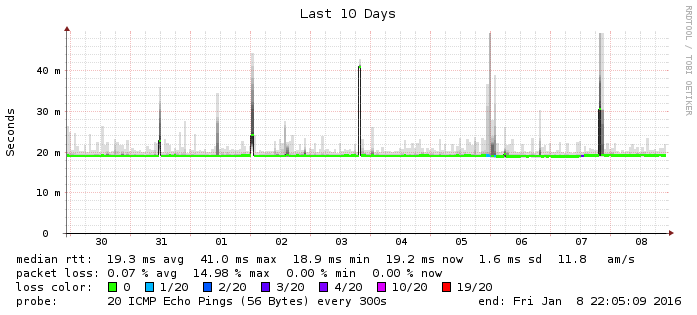 Last 10 Days
RRDTOOL / TOBI OETIKER
Seconds
40 m
30 m
20 m
10 m
0
30 31 01 02 03 04 05 06 07 08
median rtt: 19.3 ms avg 41.0 ms max 18.9 ms min 19.2 ms now 1.6 ms sd 11.8 am/s
packet loss: 0.07 % avg 14.98 % max 0.00 % min 0.00 % now
loss color: 0 1/20 2/20 3/20 4/20 10/20 19/20
probe: 20 ICMP Echo Pings (56 Bytes) every 300s end: Fri Jan 8 22:05:09 2016